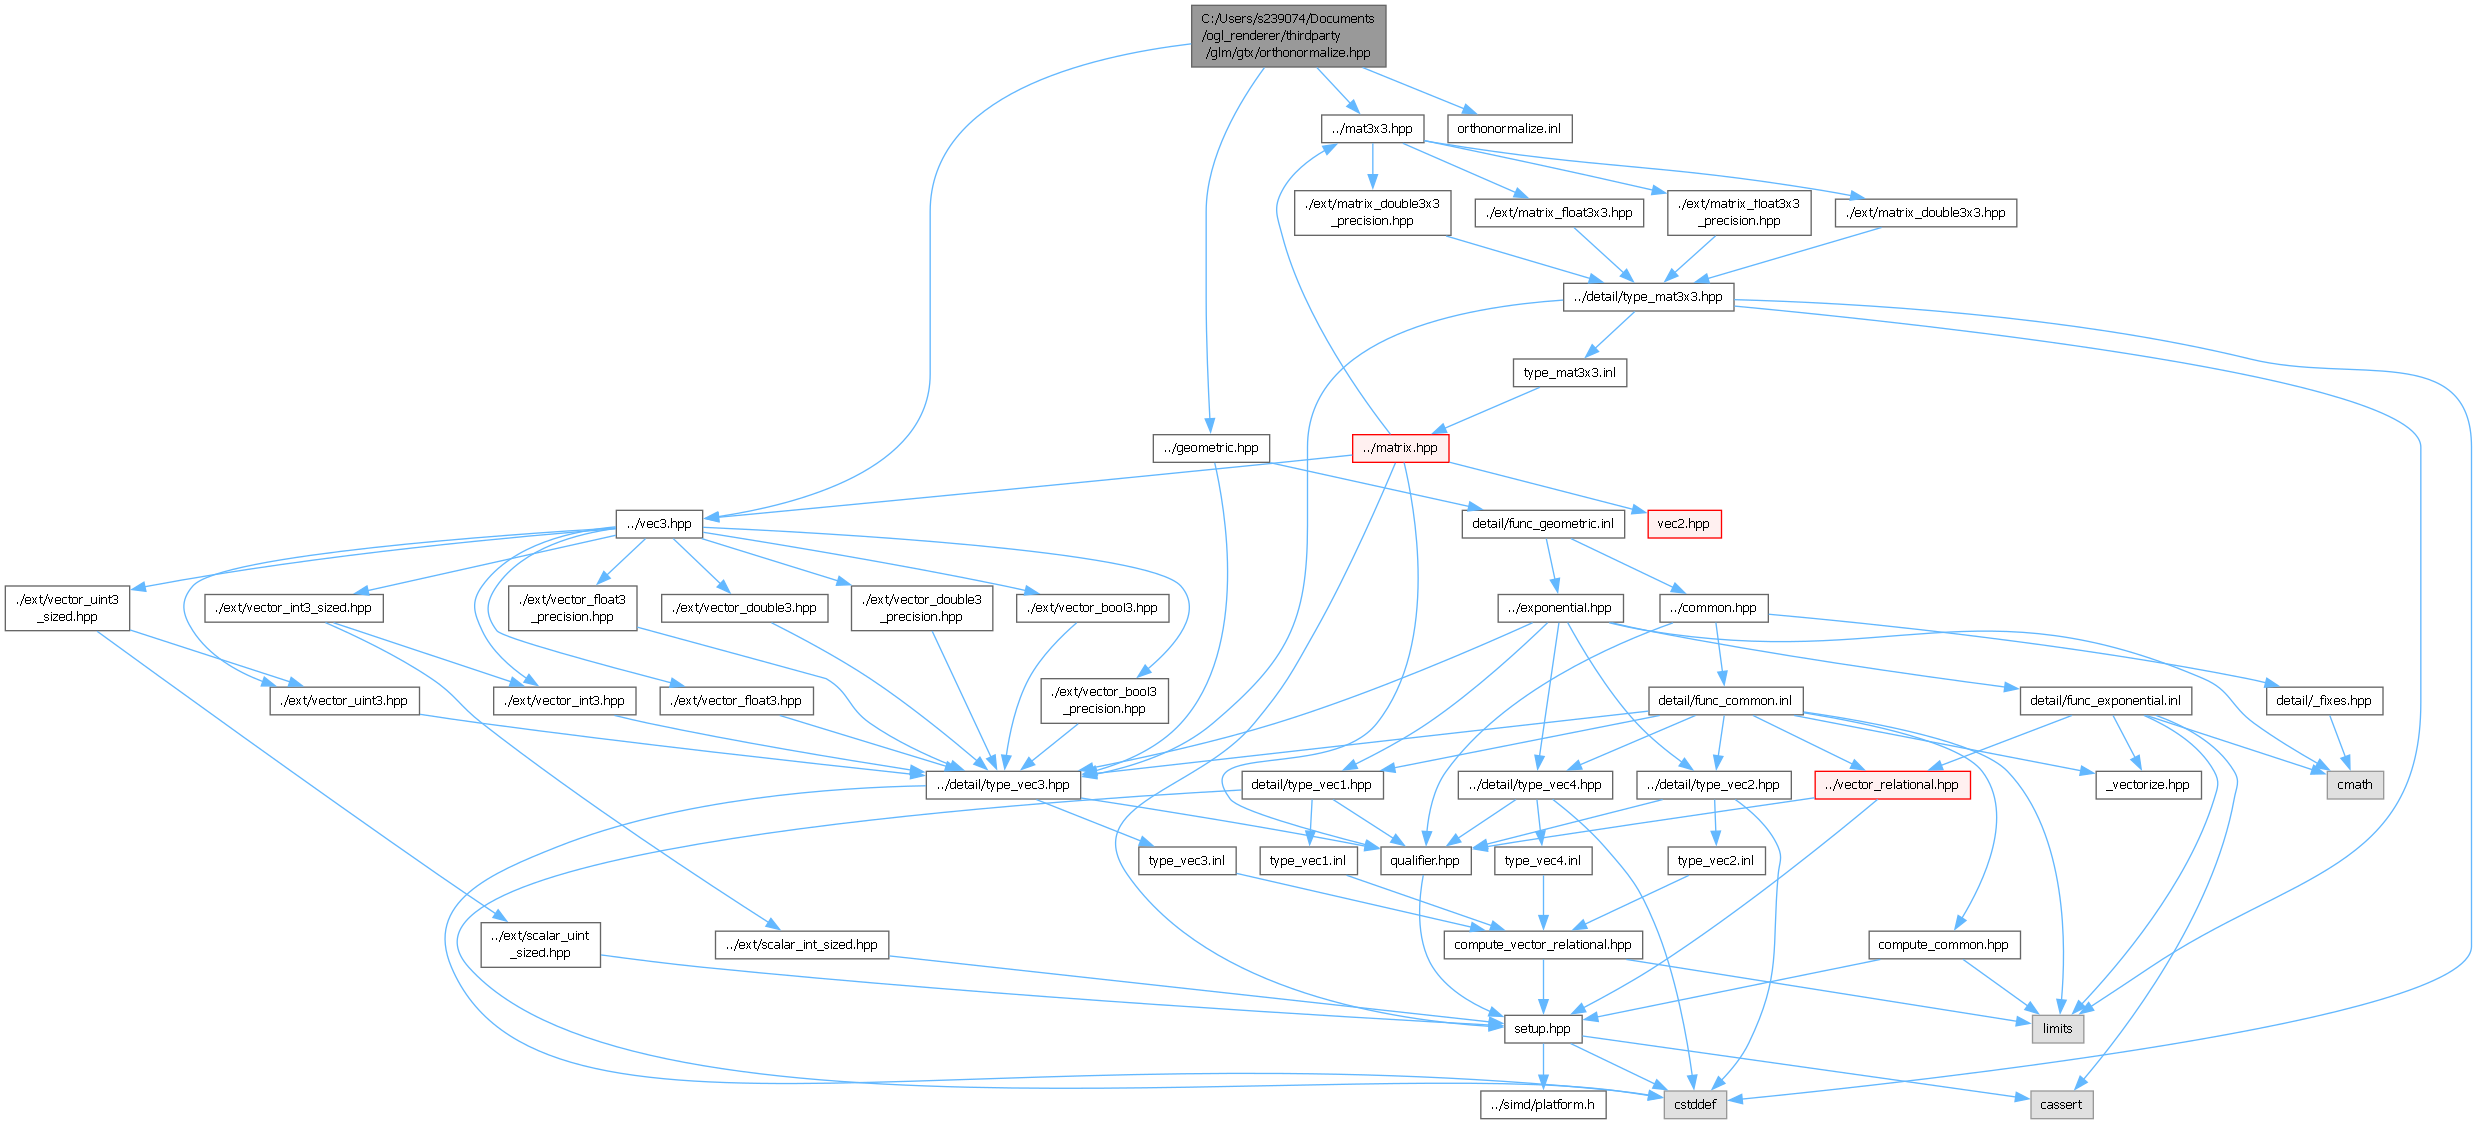 C:/Users/s239074/Documents
/ogl_renderer/thirdparty
/glm/gtx/orthonormalize.hpp
../mat3x3.hpp
orthonormalize.inl
./ext/matrix_double3x3
_precision.hpp
./ext/matrix_float3x3.hpp
./ext/matrix_float3x3
_precision.hpp
./ext/matrix_double3x3.hpp
../detail/type_mat3x3.hpp
type_mat3x3.inl
../geometric.hpp
../matrix.hpp
../vec3.hpp
detail/func_geometric.inl
vec2.hpp
./ext/vector_uint3
_sized.hpp
./ext/vector_int3_sized.hpp
./ext/vector_float3
_precision.hpp
./ext/vector_double3.hpp
./ext/vector_double3
_precision.hpp
./ext/vector_bool3.hpp
../exponential.hpp
../common.hpp
./ext/vector_uint3.hpp
./ext/vector_int3.hpp
./ext/vector_float3.hpp
./ext/vector_bool3
_precision.hpp
detail/func_common.inl
detail/func_exponential.inl
detail/_fixes.hpp
../detail/type_vec3.hpp
detail/type_vec1.hpp
../detail/type_vec4.hpp
../detail/type_vec2.hpp
../vector_relational.hpp
_vectorize.hpp
cmath
type_vec3.inl
type_vec1.inl
qualifier.hpp
type_vec4.inl
type_vec2.inl
../ext/scalar_uint
_sized.hpp
../ext/scalar_int_sized.hpp
compute_vector_relational.hpp
compute_common.hpp
setup.hpp
limits
../simd/platform.h
cstddef
cassert